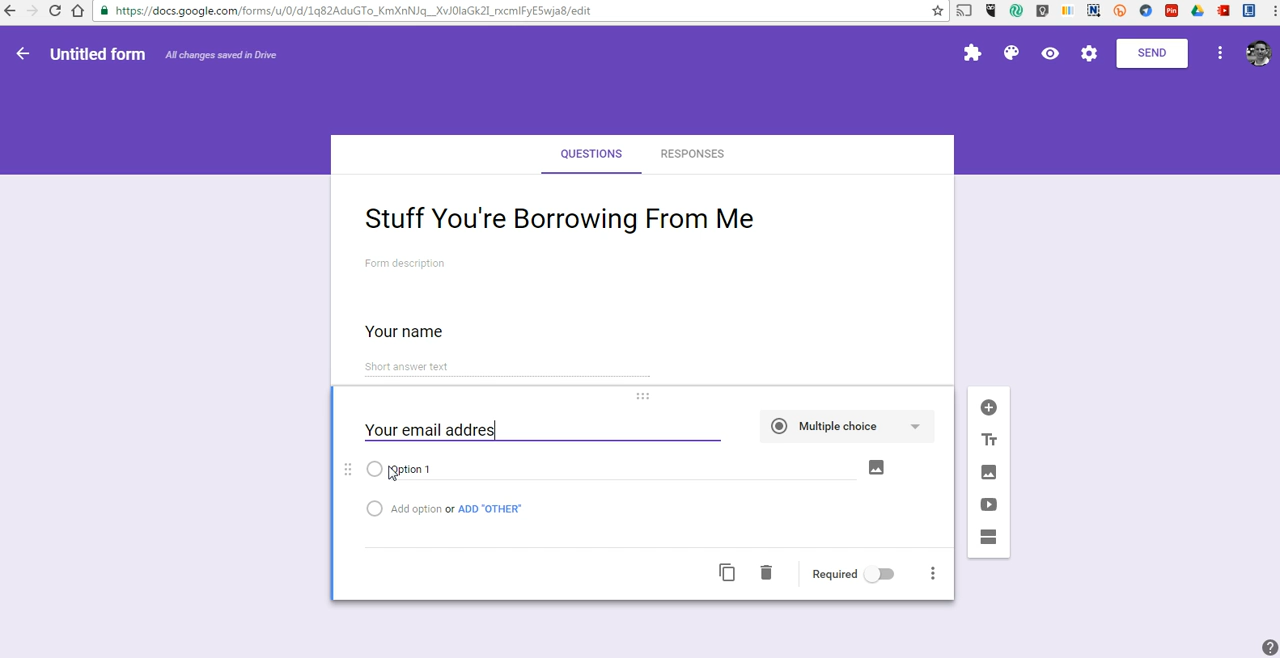 https://docs.google.com/forms/u/0/d/1q82AduGTo_KmXnNJq__XvJ0laGk2I_rxcmIFyE5wja8/edit
Pin
Untitled form
All changes saved in Drive
SEND
QUESTIONS RESPONSES
Stuff You're Borrowing From Me
Form description
Your name
Short answer text
Your email addres
Multiple choice
Option 1
Add option or ADD "OTHER"
Required